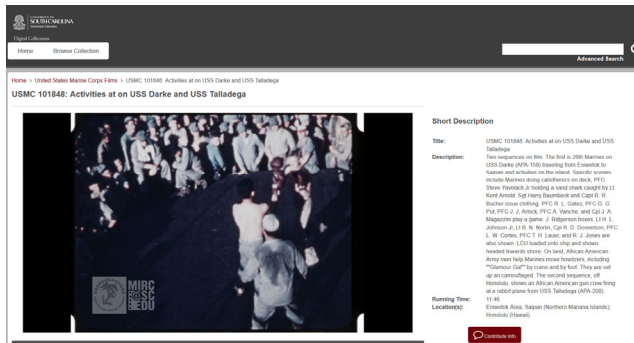 UNIVERSITY OF
SOUTH CAROLINA
University Libraries
Digital Collections
Home Browse Collection
Advanced Search
Home > United States Marine Corps Films > USMC 101848: Activities at on USS Darke and USS Talladega
USMC 101848: Activities at on USS Darke and USS Talladega
MIRC
@SC
EDU
Short Description
Title: USMC 101848: Activities at on USS Darke and USS
Talladega
Description: Two sequences on film. The first is 26th Marines on
USS Darke (APA-159) traveling from Eniwetok to
Saipan and activities on the island. Specific scenes
include Marines doing calisthenics on deck, PFC
Steve Yavelack Jr holding a sand shark caught by Lt
Kent Arnold. Sgt Harry Baumbeck and Capt R. R.
Bucher issue clothing. PFC R. L. Gates, PFC G. G
Put, PFC J. J. Arlock, PFC A. Vanche, and Cpl J. A.
Magazzini play a game. J. Ridgerson boxes. Lt H. L.
Johnson Jr, Lt B. N. Norlin, Cpl R. D. Donnelson, PFC
L. W. Cortes, PFC T. H. Lauer, and R. J. Jones are
also shown. LCU loaded onto ship and shown
headed towards shore. On land, African American
Army men help Marines move howitzers, including
""Glamour Gal"" by crane and by foot. They are set
up an camouflaged. The second sequence, off
Honolulu, shows an African American gun crew firing
at a rabbit plane from USS Talladega (APA-208).
Running Time: 11:46
Location(s): Eniwetok Area; Saipan (Northern Mariana Islands);
Honolulu (Hawaii)
Contribute Info